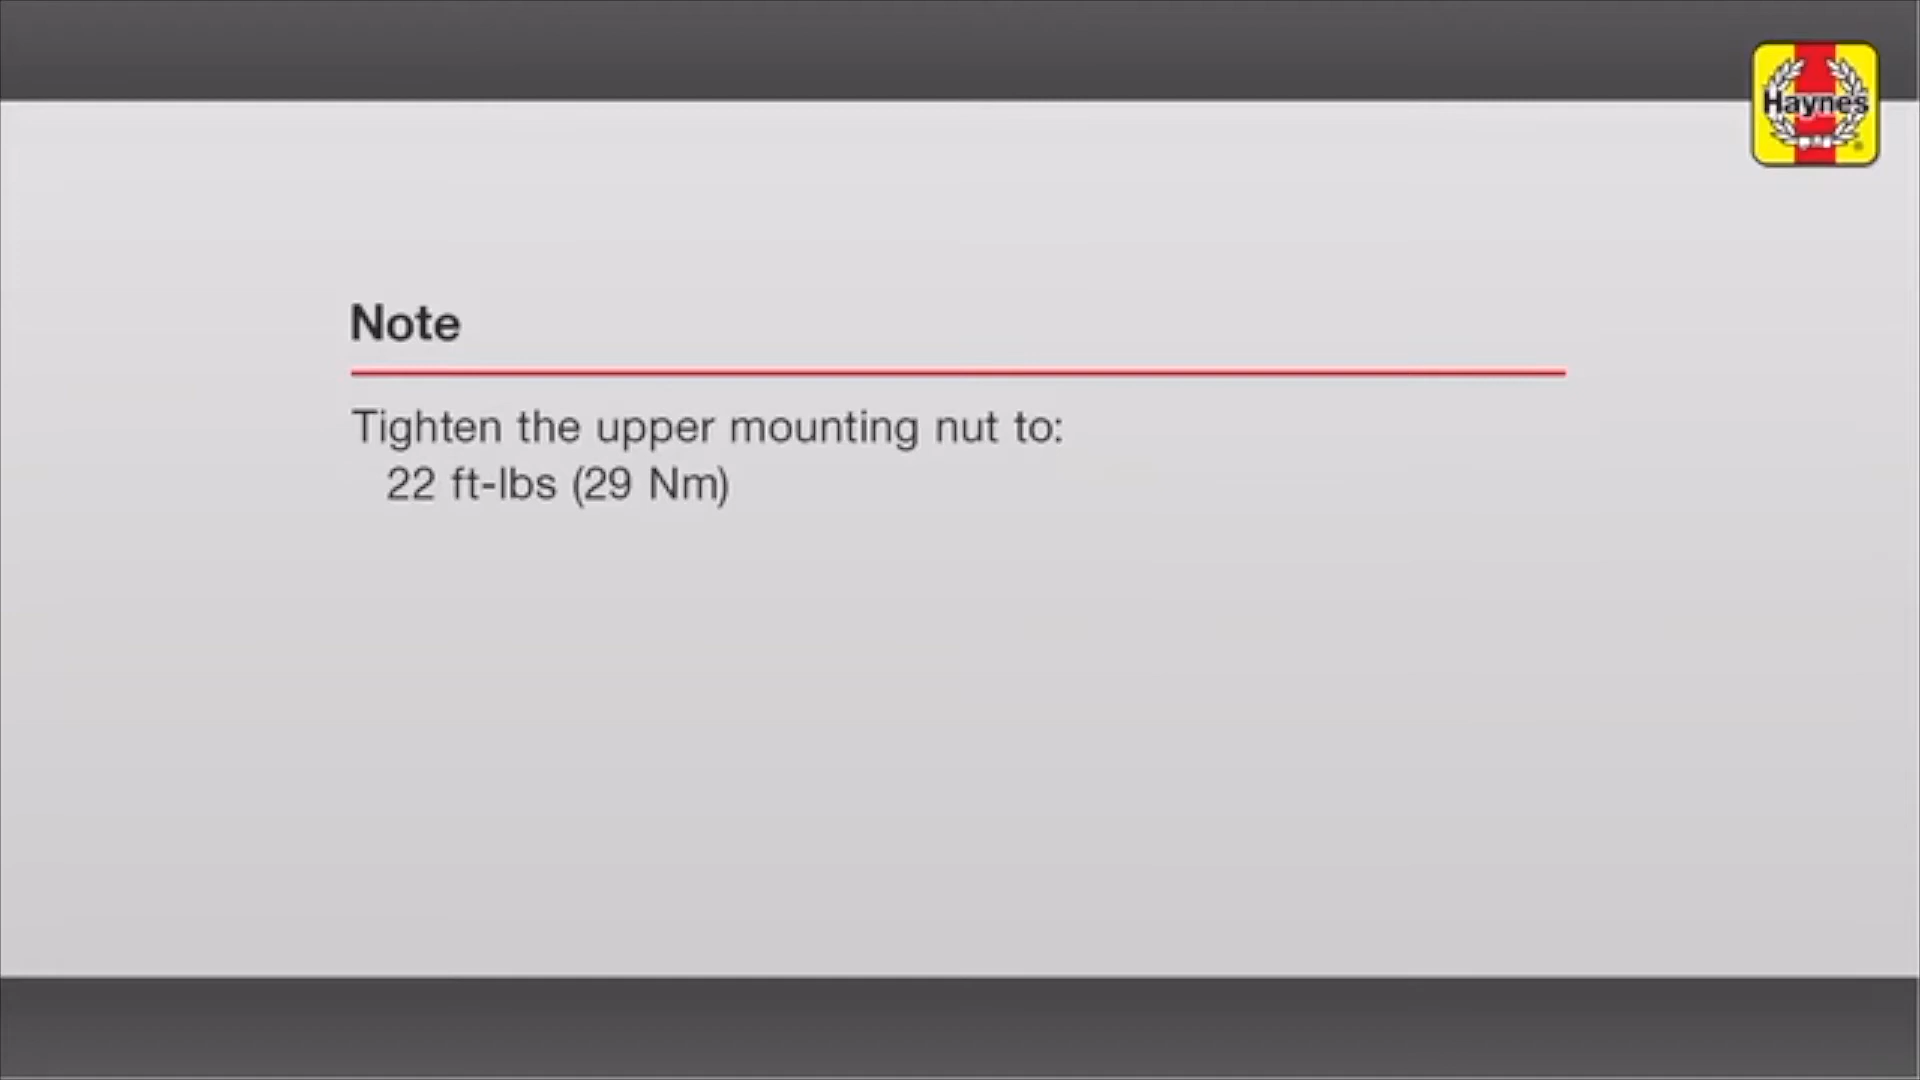 Haynes
Note
Tighten the upper mounting nut to:
22 ft-lbs (29 Nm)